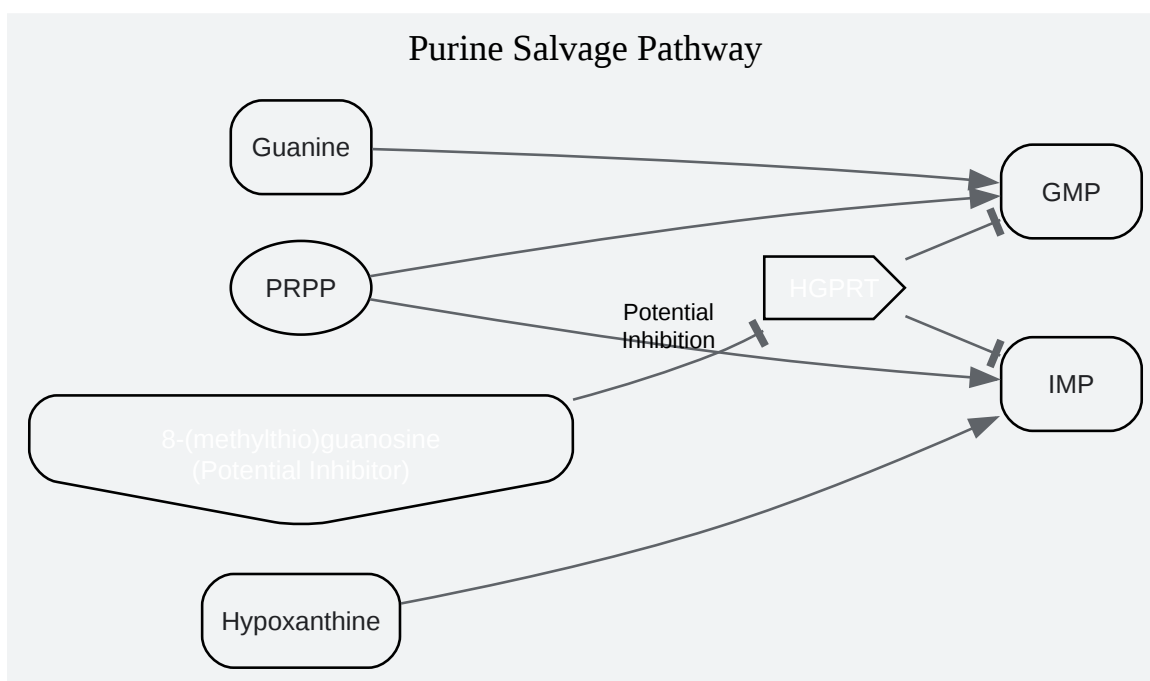 Purine Salvage Pathway
Guanine
GMP
PRPP
HGPRT
Potential
Inhibition
IMP
8-(methylthio)guanosine
(Potential Inhibitor)
Hypoxanthine